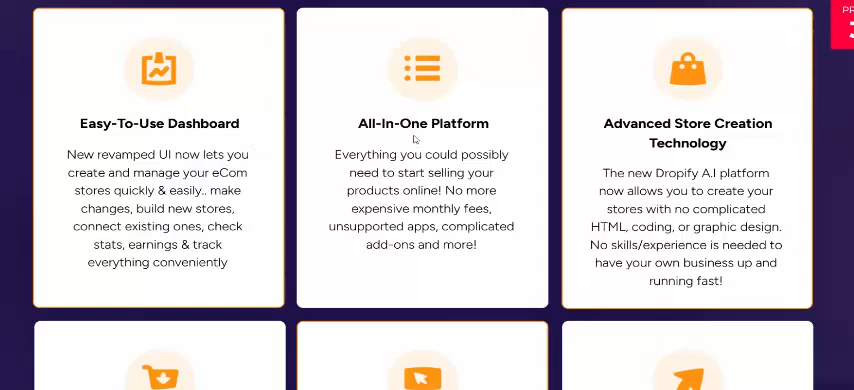 PR
Easy-To-Use Dashboard
New revamped UI now lets you
create and manage your eCom
stores quickly & easily.. make
changes, build new stores,
connect existing ones, check
stats, earnings & track
everything conveniently
All-In-One Platform
Everything you could possibly
need to start selling your
products online! No more
expensive monthly fees,
unsupported apps, complicated
add-ons and more!
Advanced Store Creation
Technology
The new Dropify A.I platform
now allows you to create your
stores with no complicated
HTML, coding, or graphic design.
No skills/experience is needed to
have your own business up and
running fast!